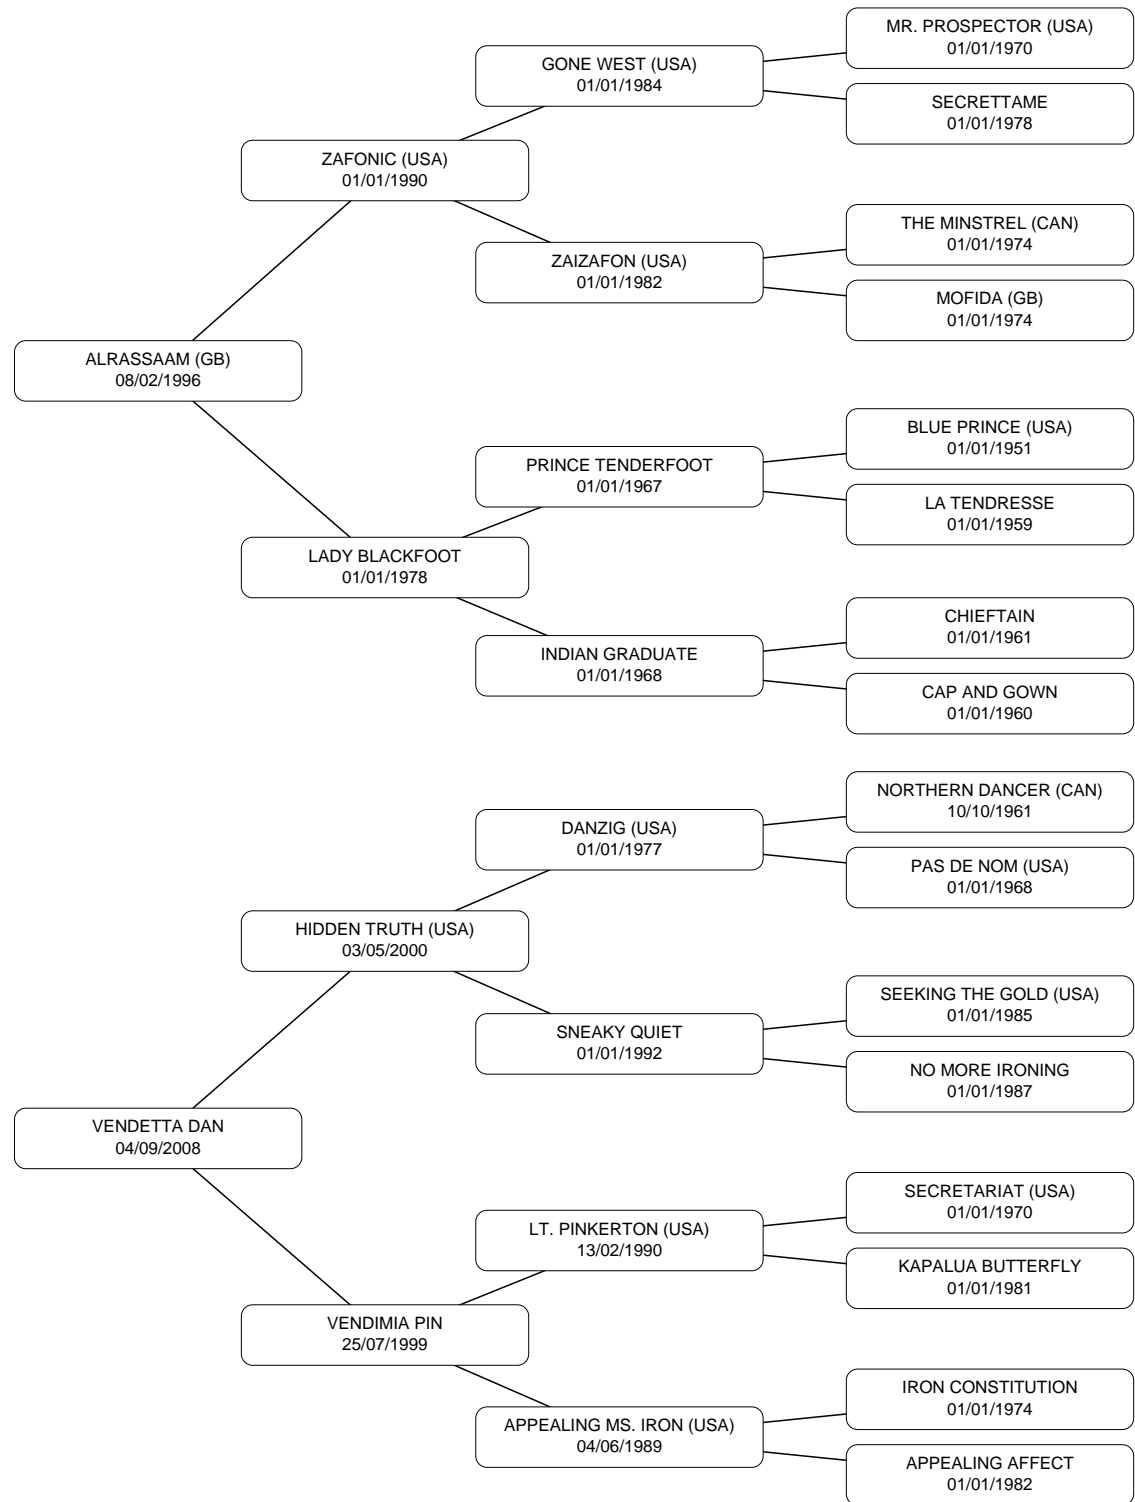 MR. PROSPECTOR (USA)
01/01/1970
GONE WEST (USA)
01/01/1984
SECRETTAME
01/01/1978
ZAFONIC (USA)
01/01/1990
THE MINSTREL (CAN)
01/01/1974
ZAIZAFON (USA)
01/01/1982
MOFIDA (GB)
01/01/1974
ALRASSAAM (GB)
08/02/1996
BLUE PRINCE (USA)
01/01/1951
PRINCE TENDERFOOT
01/01/1967
LA TENDRESSE
01/01/1959
LADY BLACKFOOT
01/01/1978
CHIEFTAIN
01/01/1961
INDIAN GRADUATE
01/01/1968
CAP AND GOWN
01/01/1960
NORTHERN DANCER (CAN)
10/10/1961
DANZIG (USA)
01/01/1977
PAS DE NOM (USA)
01/01/1968
HIDDEN TRUTH (USA)
03/05/2000
SEEKING THE GOLD (USA)
01/01/1985
SNEAKY QUIET
01/01/1992
NO MORE IRONING
01/01/1987
VENDETTA DAN
04/09/2008
SECRETARIAT (USA)
01/01/1970
LT. PINKERTON (USA)
13/02/1990
KAPALUA BUTTERFLY
01/01/1981
VENDIMIA PIN
25/07/1999
IRON CONSTITUTION
01/01/1974
APPEALING MS. IRON (USA)
04/06/1989
APPEALING AFFECT
01/01/1982